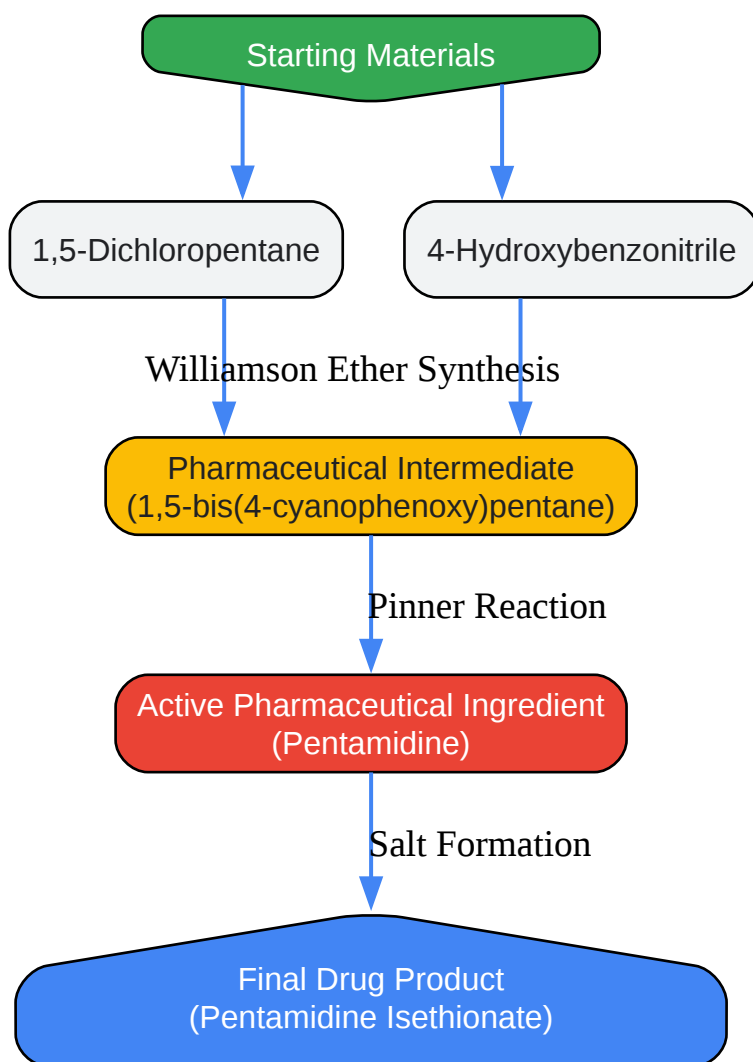 Starting Materials
1,5-Dichloropentane
4-Hydroxybenzonitrile
Williamson Ether Synthesis
Pharmaceutical Intermediate
(1,5-bis(4-cyanophenoxy)pentane)
Pinner Reaction
Active Pharmaceutical Ingredient
(Pentamidine)
Salt Formation
Final Drug Product
(Pentamidine Isethionate)